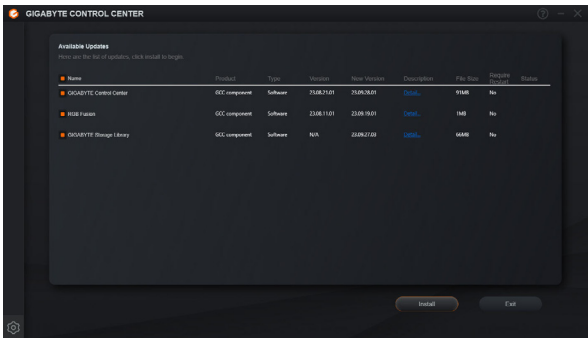 GIGABYTE CONTROL CENTER
Available Updates
Here are the list of updates, click install to begin.
Name Product Type Version New Version Description File Size Require Restart Status
GIGABYTE Control Center GCC component Software 23.08.21.01 23.09.28.01 Detail... 91MB No
RGB Fusion GCC component Software 23.08.11.01 23.09.19.01 Detail... 1MB No
GIGABYTE Storage Library GCC component Software N/A 23.09.27.03 Detail... 66MB No
Install Exit